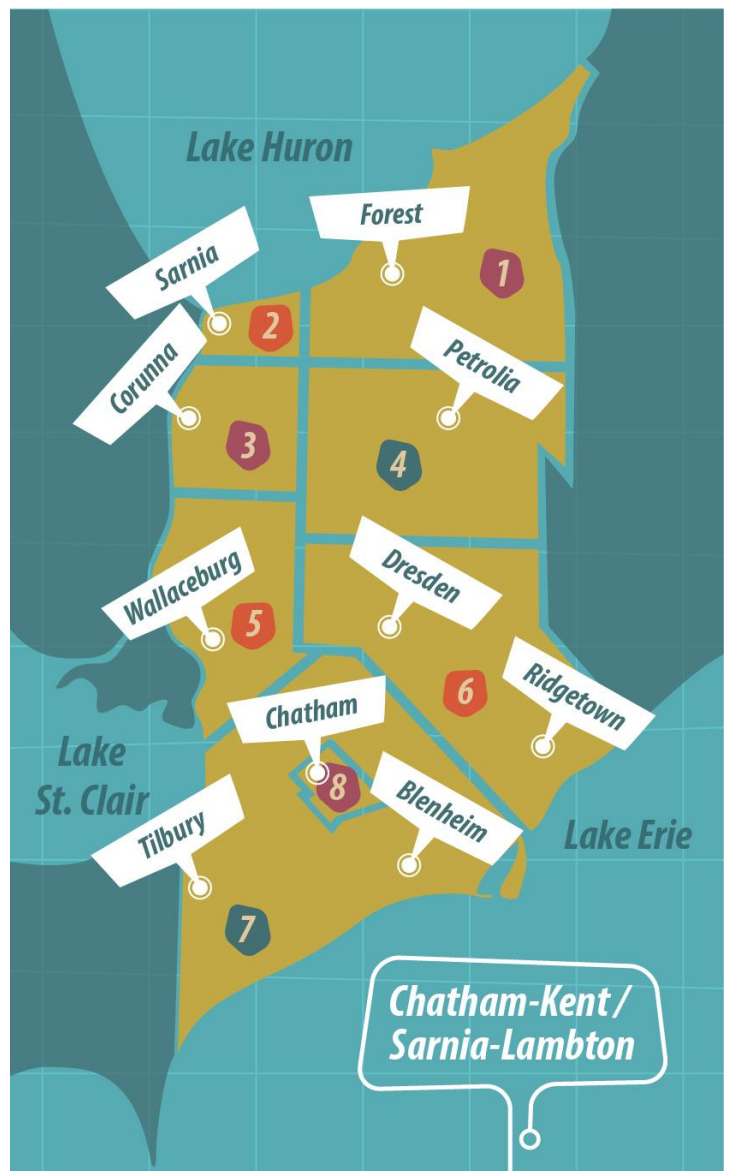 Lake Huron
Forest
Sarnia
1
2
Petrolia
Corunna
3
4
Dresden
Wallaceburg
5
Ridgetown
6
Chatham
Lake
St. Clair
8
Blenheim
Tilbury
Lake Erie
7
Chatham-Kent /
Sarnia-Lambton